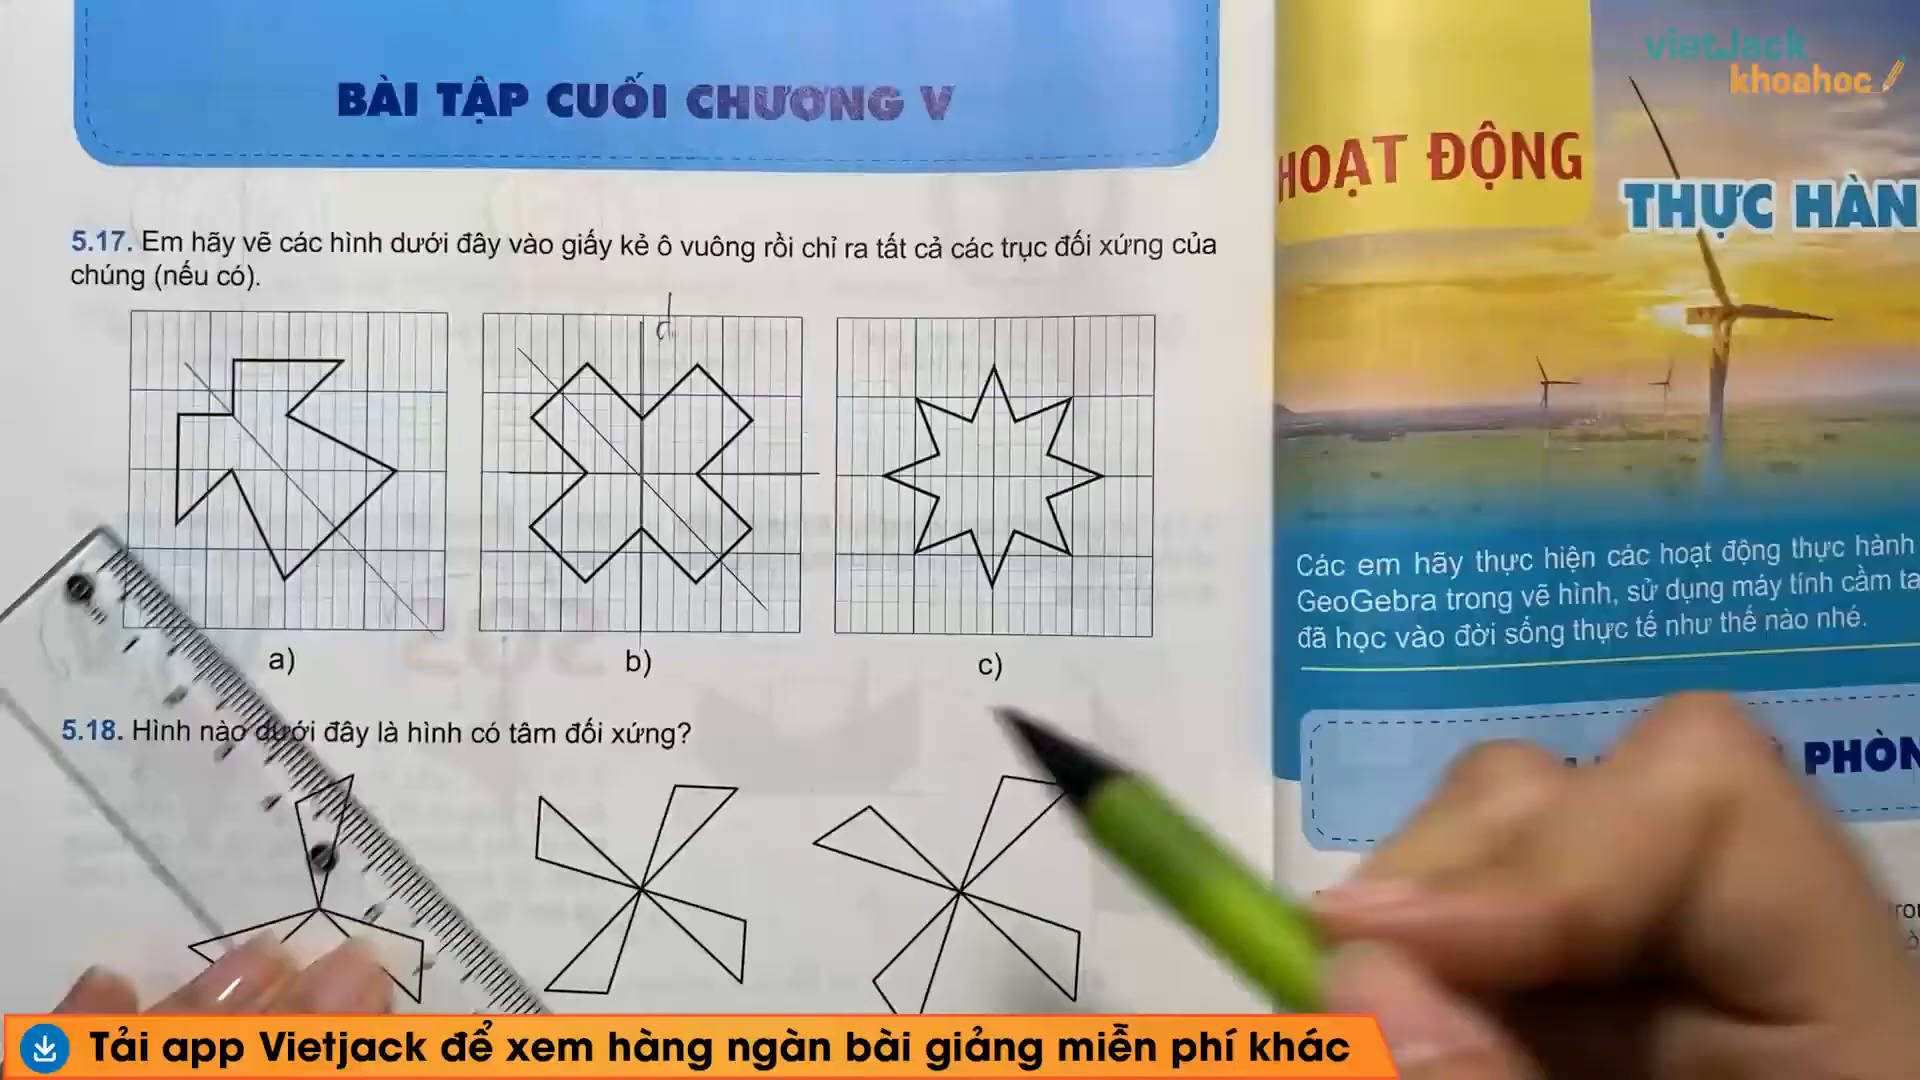 vietJack
khoahoc
BÀI TẬP CUỐI CHƯƠNG V
HOẠT ĐỘNG
THỰC HÀN
5.17. Em hãy vẽ các hình dưới đây vào giấy kẻ ô vuông rồi chỉ ra tất cả các trục đối xứng của
chúng (nếu có).
d
a)
b)
c)
Các em hãy thực hiện các hoạt động thực hành
GeoGebra trong vẽ hình, sử dụng máy tính cầm ta
đã học vào đời sống thực tế như thế nào nhé.
5.18. Hình nào dưới đây là hình có tâm đối xứng?
PHÒN
Tải app Vietjack để xem hàng ngàn bài giảng miễn phí khác